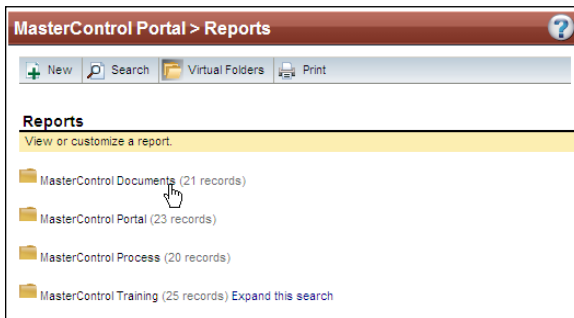 MasterControl Portal > Reports
?
New Search Virtual Folders Print
Reports
View or customize a report.
MasterControl Documents (21 records)
MasterControl Portal (23 records)
MasterControl Process (20 records)
MasterControl Training (25 records) Expand this search